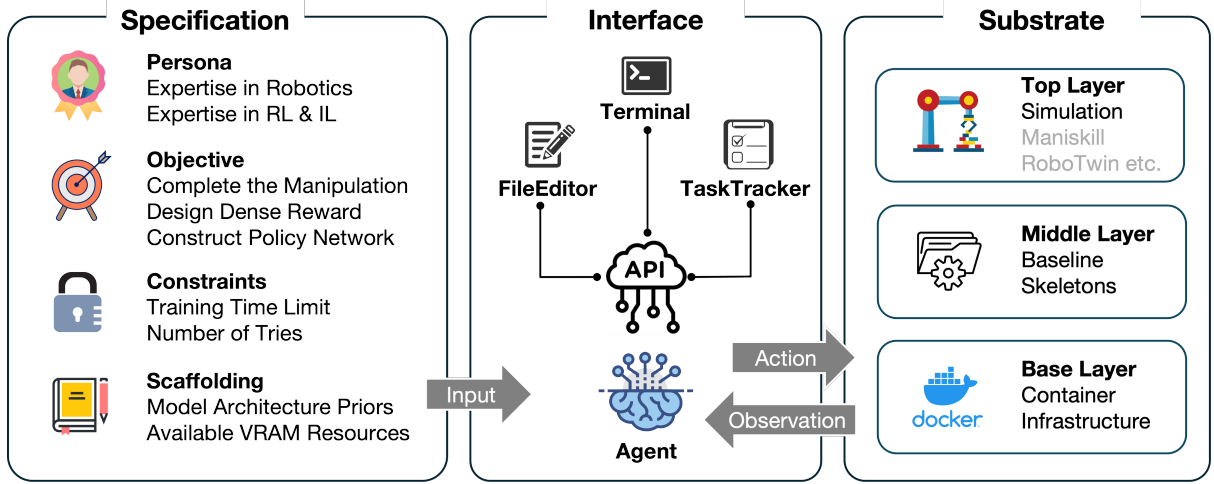 Specification
Persona
Expertise in Robotics
Expertise in RL & IL
Objective
Complete the Manipulation
Design Dense Reward
Construct Policy Network
Constraints
Training Time Limit
Number of Tries
Scaffolding
Model Architecture Priors
Available VRAM Resources
Input
Interface
Terminal
FileEditor
TaskTracker
API
Agent
Action
Observation
Substrate
Top Layer
Simulation
Maniskill
RoboTwin etc.
Middle Layer
Baseline
Skeletons
docker
Base Layer
Container
Infrastructure